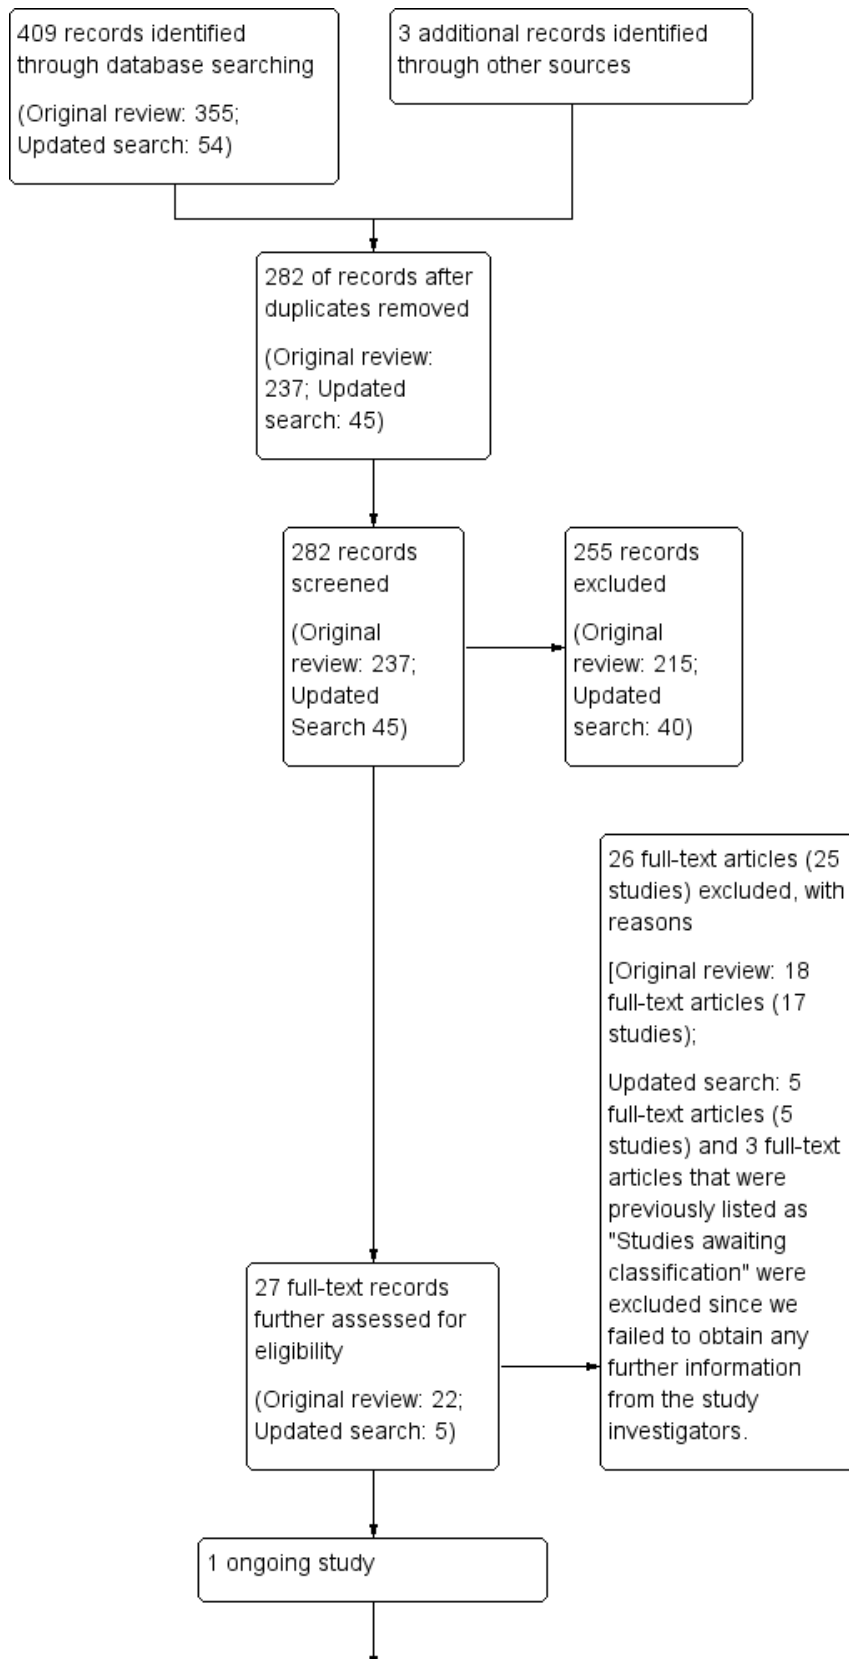 409 records identified
through database searching
(Original review: 355;
Updated search: 54)
3 additional records identified
through other sources
282 of records after
duplicates removed
(Original review:
237; Updated
search: 45)
282 records
screened
(Original
review: 237;
Updated
Search 45)
255 records
excluded
(Original
review: 215;
Updated
search: 40)
26 full-text articles (25
studies) excluded, with
reasons
[Original review: 18
full-text articles (17
studies);
Updated search: 5
full-text articles (5
studies) and 3 full-text
articles that were
previously listed as
"Studies awaiting
classification" were
excluded since we
failed to obtain any
further information
from the study
investigators.
27 full-text records
further assessed for
eligibility
(Original review: 22;
Updated search: 5)
1 ongoing study